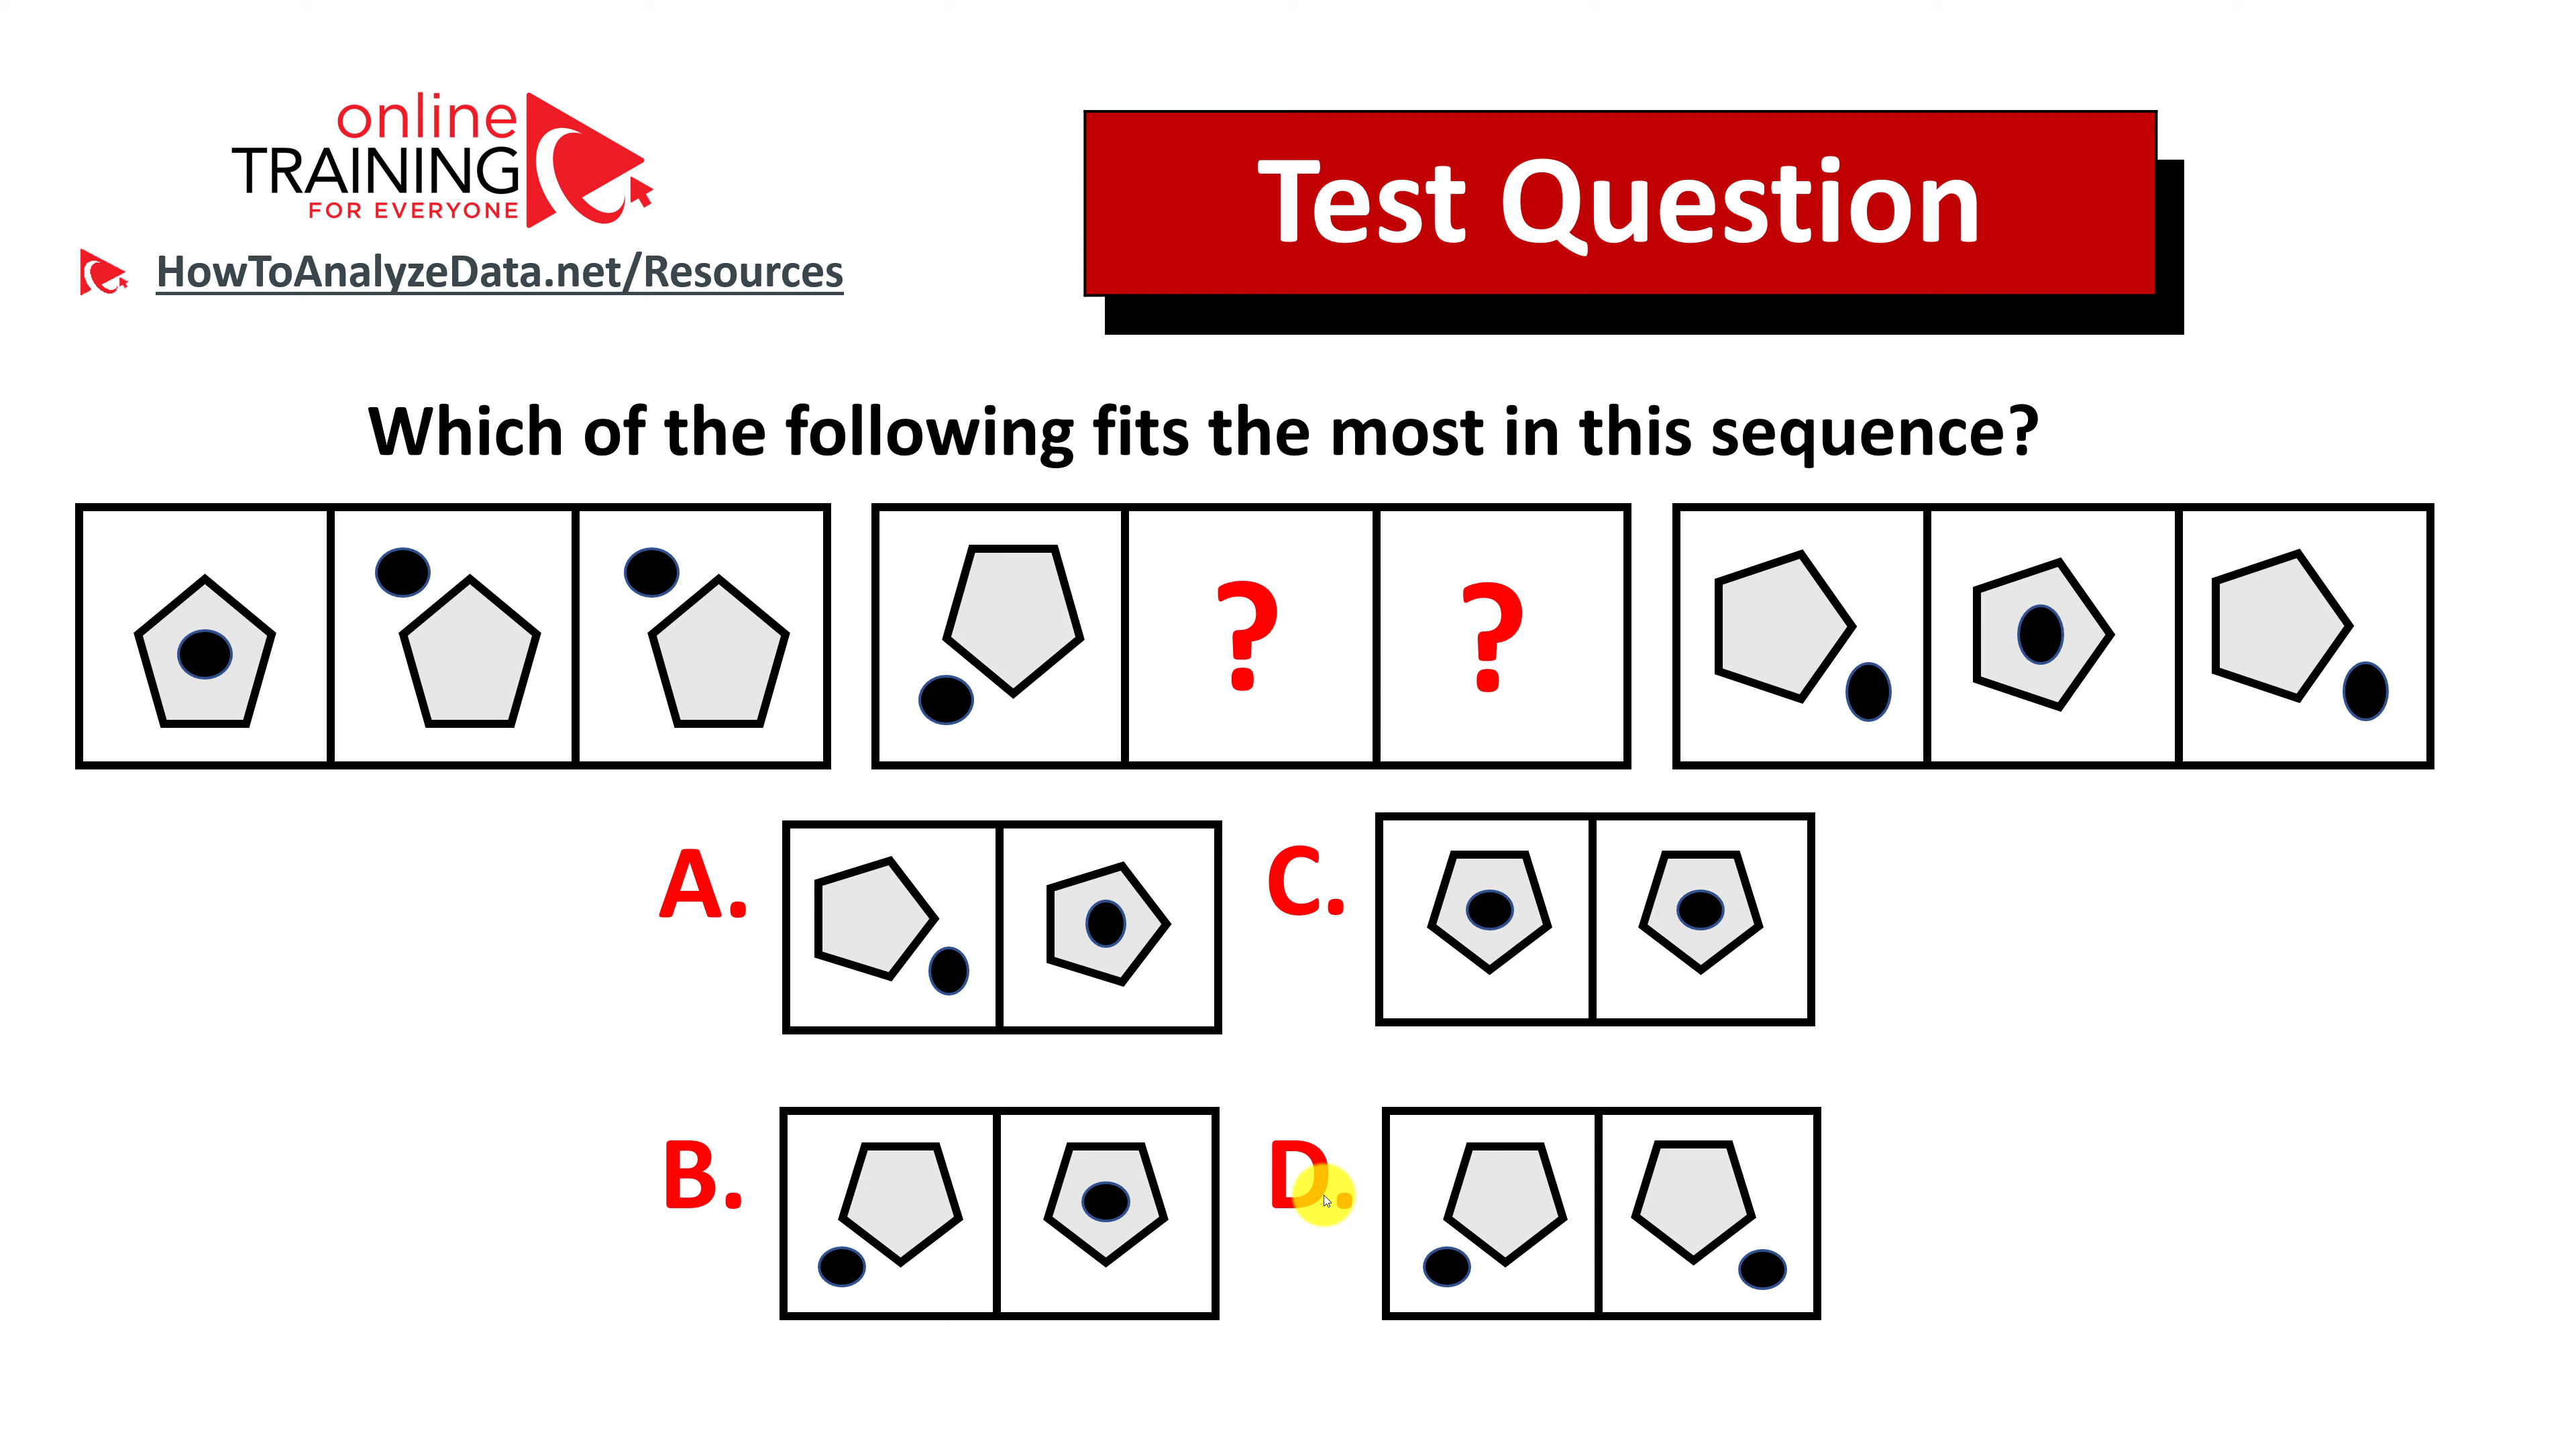 online
TRAINING
FOR EVERYONE
HowToAnalyzeData.net/Resources
Test Question
Which of the following fits the most in this sequence?
? ?
A. C.
B. D.